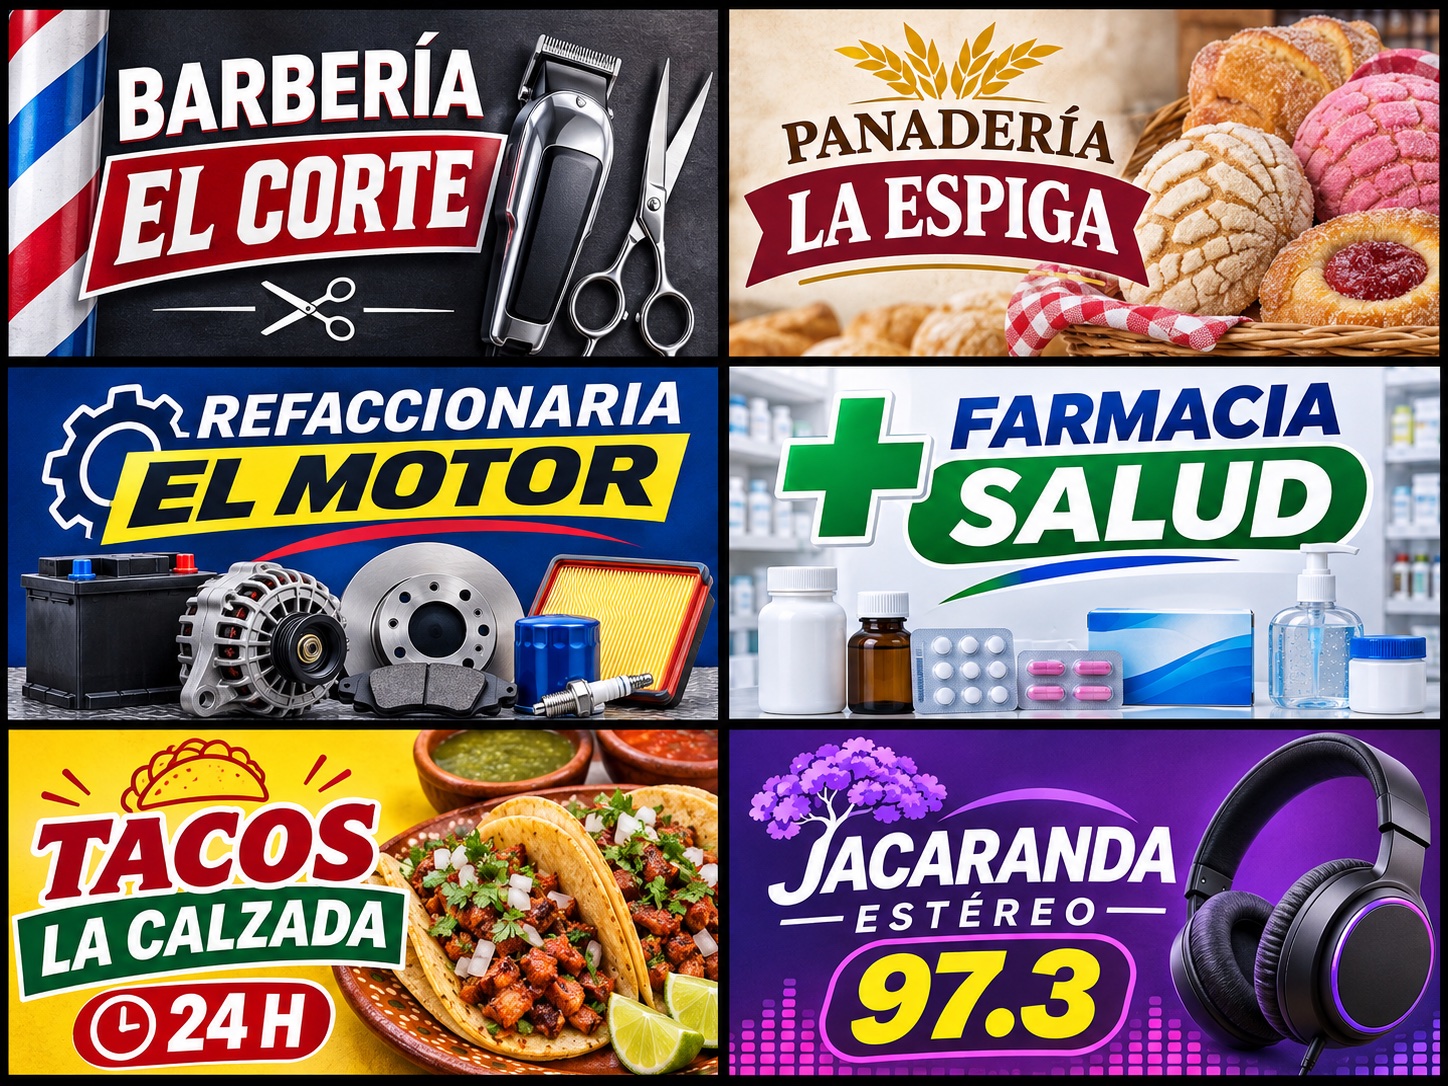 BARBERÍA
EL CORTE
PANADERÍA
LA ESPIGA
REFACCIONARIA
EL MOTOR
FARMACIA
SALUD
TACOS
LA CALZADA
24 H
JACARANDA
ESTÉREO
97.3